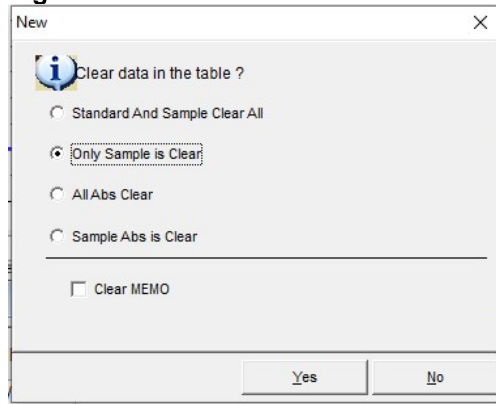 New
Clear data in the table ?
Standard And Sample Clear All
Only Sample is Clear
All Abs Clear
Sample Abs is Clear
Clear MEMO
Yes
No